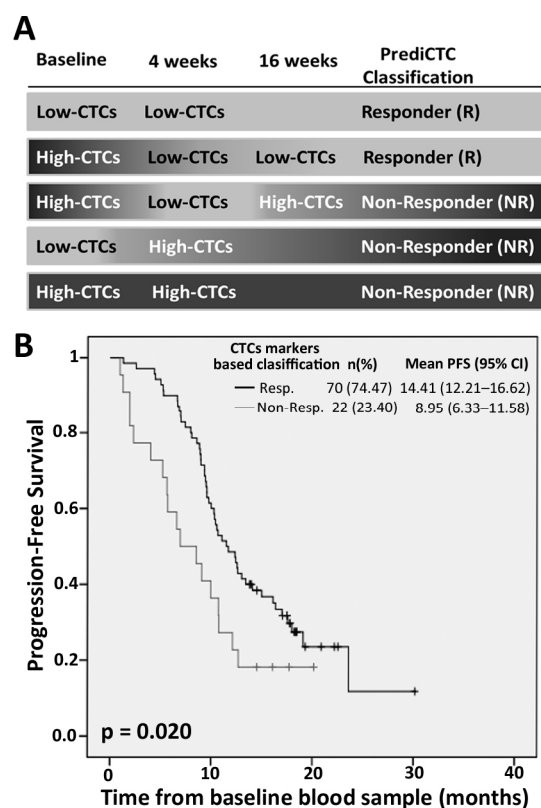 A
Baseline 4 weeks 16 weeks PrediCTC Classification
Low-CTCs Low-CTCs Responder (R)
High-CTCs Low-CTCs Low-CTCs Responder (R)
High-CTCs Low-CTCs High-CTCs Non-Responder (NR)
Low-CTCs High-CTCs Non-Responder (NR)
High-CTCs High-CTCs Non-Responder (NR)
B
CTCs markers
based clasiffication n(%) Mean PFS (95% CI)
Resp. 70 (74.47) 14.41 (12.21–16.62)
Non-Resp. 22 (23.40) 8.95 (6.33–11.58)
Progression-Free Survival
1
0.8
0.6
0.4
0.2
0.0
p = 0.020
0 10 20 30 40
Time from baseline blood sample (months)